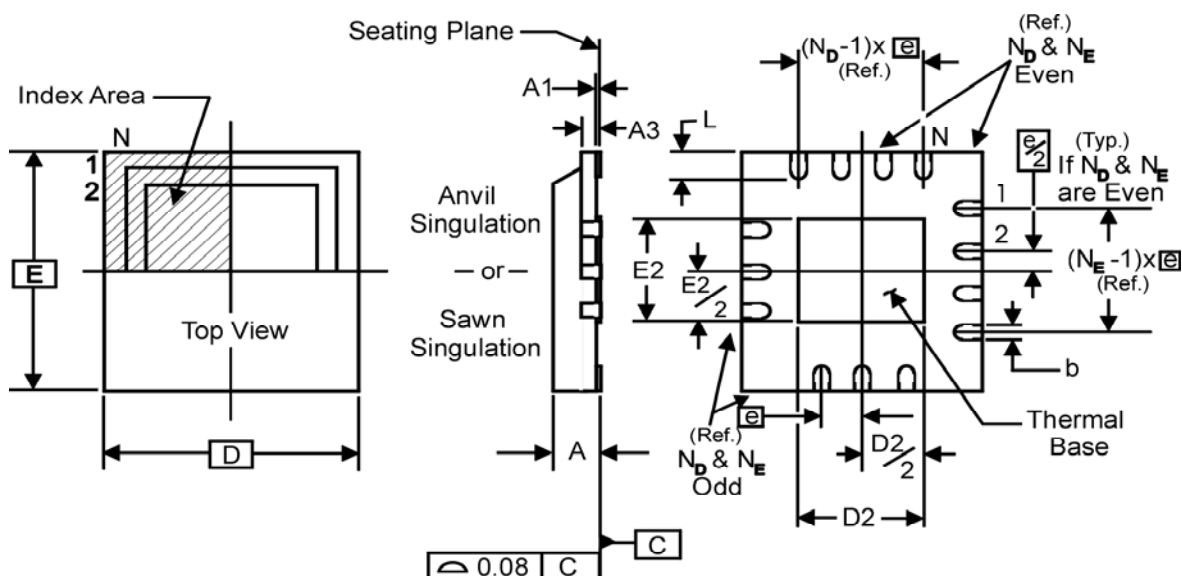 Seating Plane
Index Area
N
1
2
E
Top View
D
A1
A3
Anvil
Singulation
— or —
Sawn
Singulation
A
C
0.08 C
(N_D-1)x e
(Ref.)
(Ref.)
N_D & N_E
Even
L
N
e/2
(Typ.)
If N_D & N_E
are Even
1
2
(N_E-1)x e
(Ref.)
E2
E2/2
b
Thermal
Base
e
(Ref.)
N_D & N_E
Odd
D2/2
D2